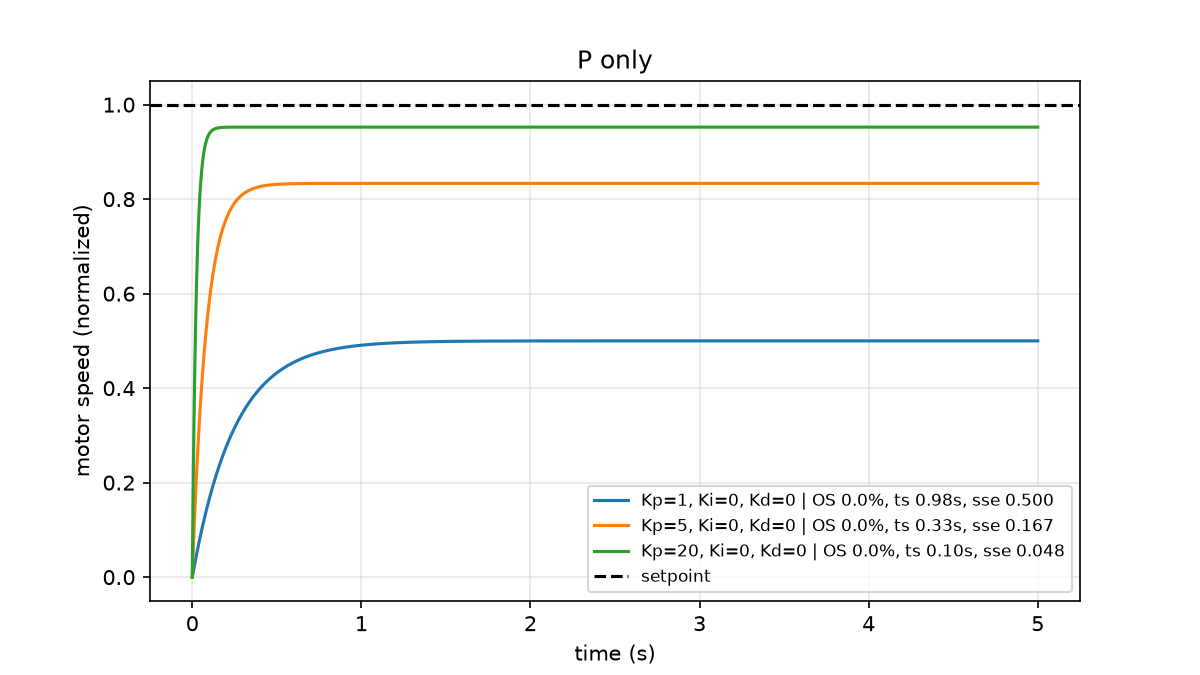 P only
1.0
0.8
0.6
0.4
0.2
0.0
motor speed (normalized)
Kp=1, Ki=0, Kd=0 | OS 0.0%, ts 0.98s, sse 0.500
Kp=5, Ki=0, Kd=0 | OS 0.0%, ts 0.33s, sse 0.167
Kp=20, Ki=0, Kd=0 | OS 0.0%, ts 0.10s, sse 0.048
setpoint
0 1 2 3 4 5
time (s)